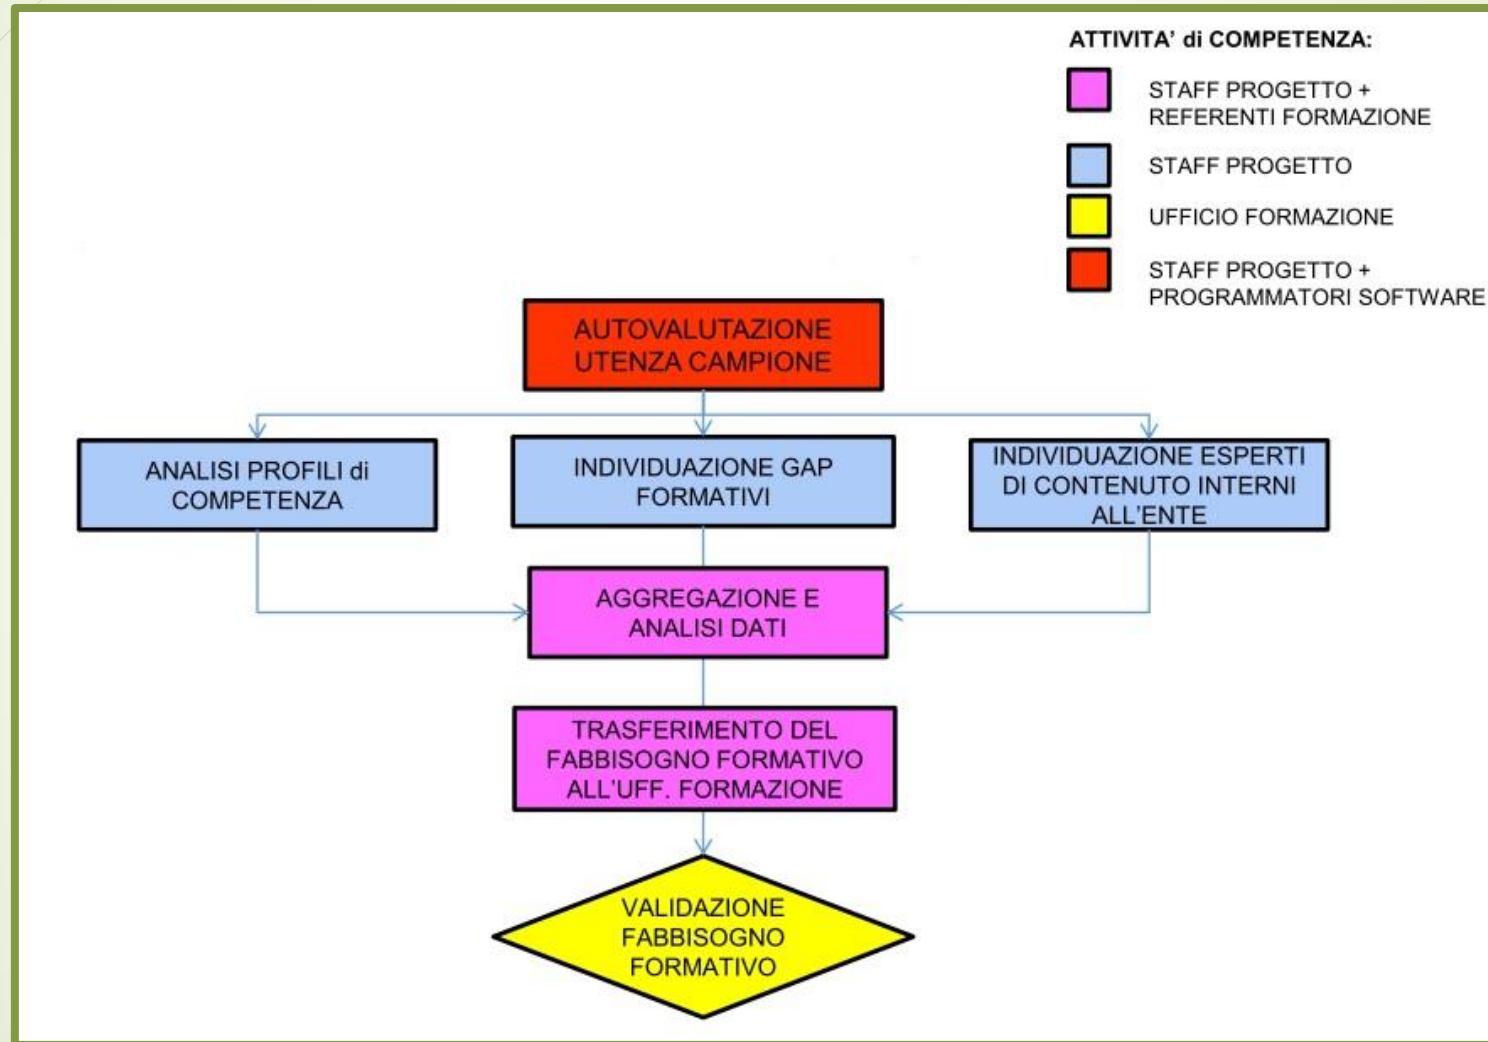 ATTIVITA' di COMPETENZA:
STAFF PROGETTO +
REFERENTI FORMAZIONE
STAFF PROGETTO
UFFICIO FORMAZIONE
STAFF PROGETTO +
PROGRAMMATORI SOFTWARE
AUTOVALUTAZIONE
UTENZA CAMPIONE
ANALISI PROFILI di
COMPETENZA
INDIVIDUAZIONE GAP
FORMATIVI
INDIVIDUAZIONE ESPERTI
DI CONTENUTO INTERNI
ALL'ENTE
AGGREGAZIONE E
ANALISI DATI
TRASFERIMENTO DEL
FABBISOGNO FORMATIVO
ALL'UFF. FORMAZIONE
VALIDAZIONE
FABBISOGNO
FORMATIVO